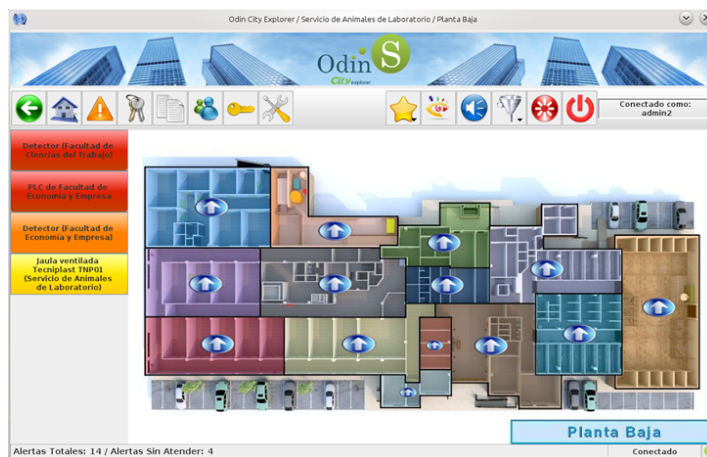 Odin City Explorer / Servicio de Animales de Laboratorio / Planta Baja
Odin S
City explorer
Conectado como:
admin2
Detector (Facultad de
Ciencias del Trabajo)
PLC de Facultad de
Economía y Empresa
Detector (Facultad de
Economía y Empresa)
Jaula ventilada
Tecniplast TNP01
(Servicio de Animales
de Laboratorio)
Planta Baja
Alertas Totales: 14 / Alertas Sin Atender: 4
Conectado